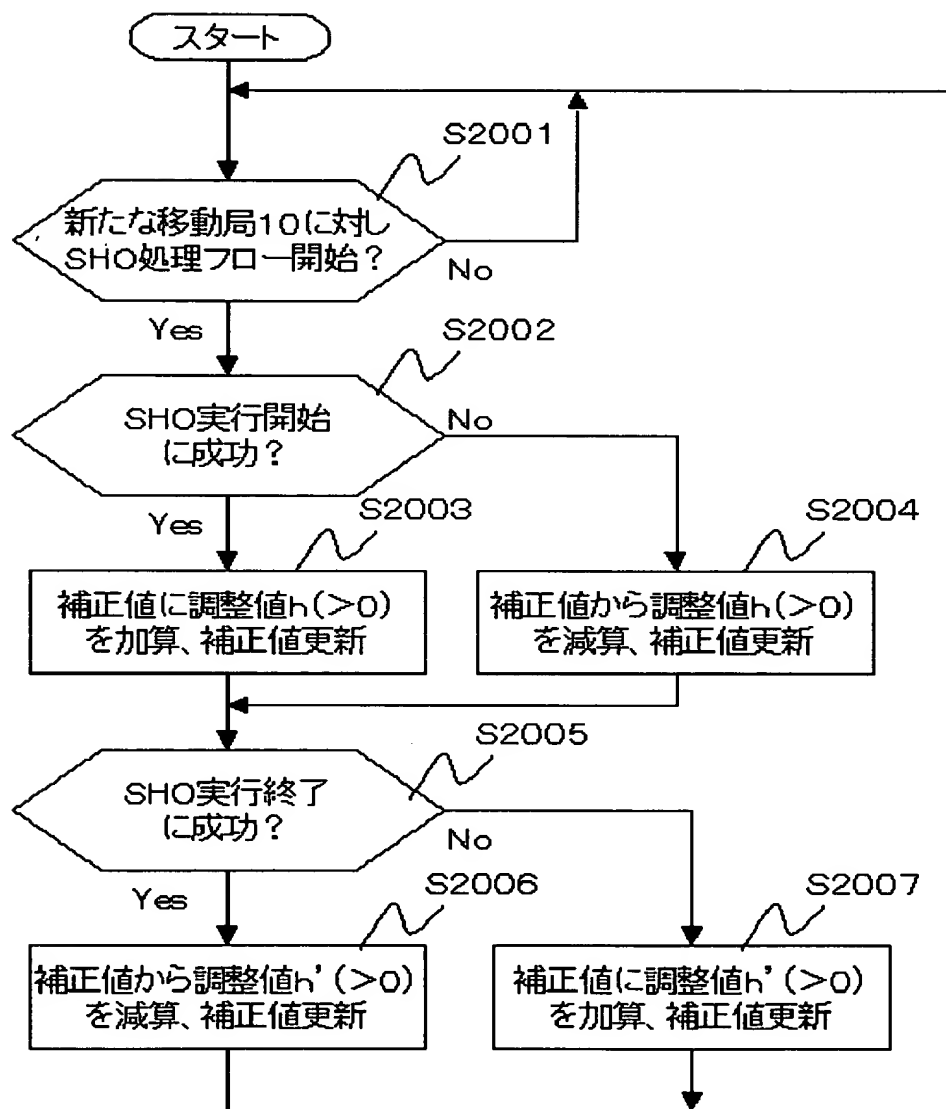 スタート
S2001
新たな移動局10に対し
SHO処理フロー開始?
No
Yes
S2002
SHO実行開始
に成功?
No
Yes
S2003
S2004
補正値に調整値h(>0)
を加算、補正値更新
補正値から調整値h(>0)
を減算、補正値更新
S2005
SHO実行終了
に成功?
No
Yes
S2006
S2007
補正値から調整値h'(>0)
を減算、補正値更新
補正値に調整値h'(>0)
を加算、補正値更新